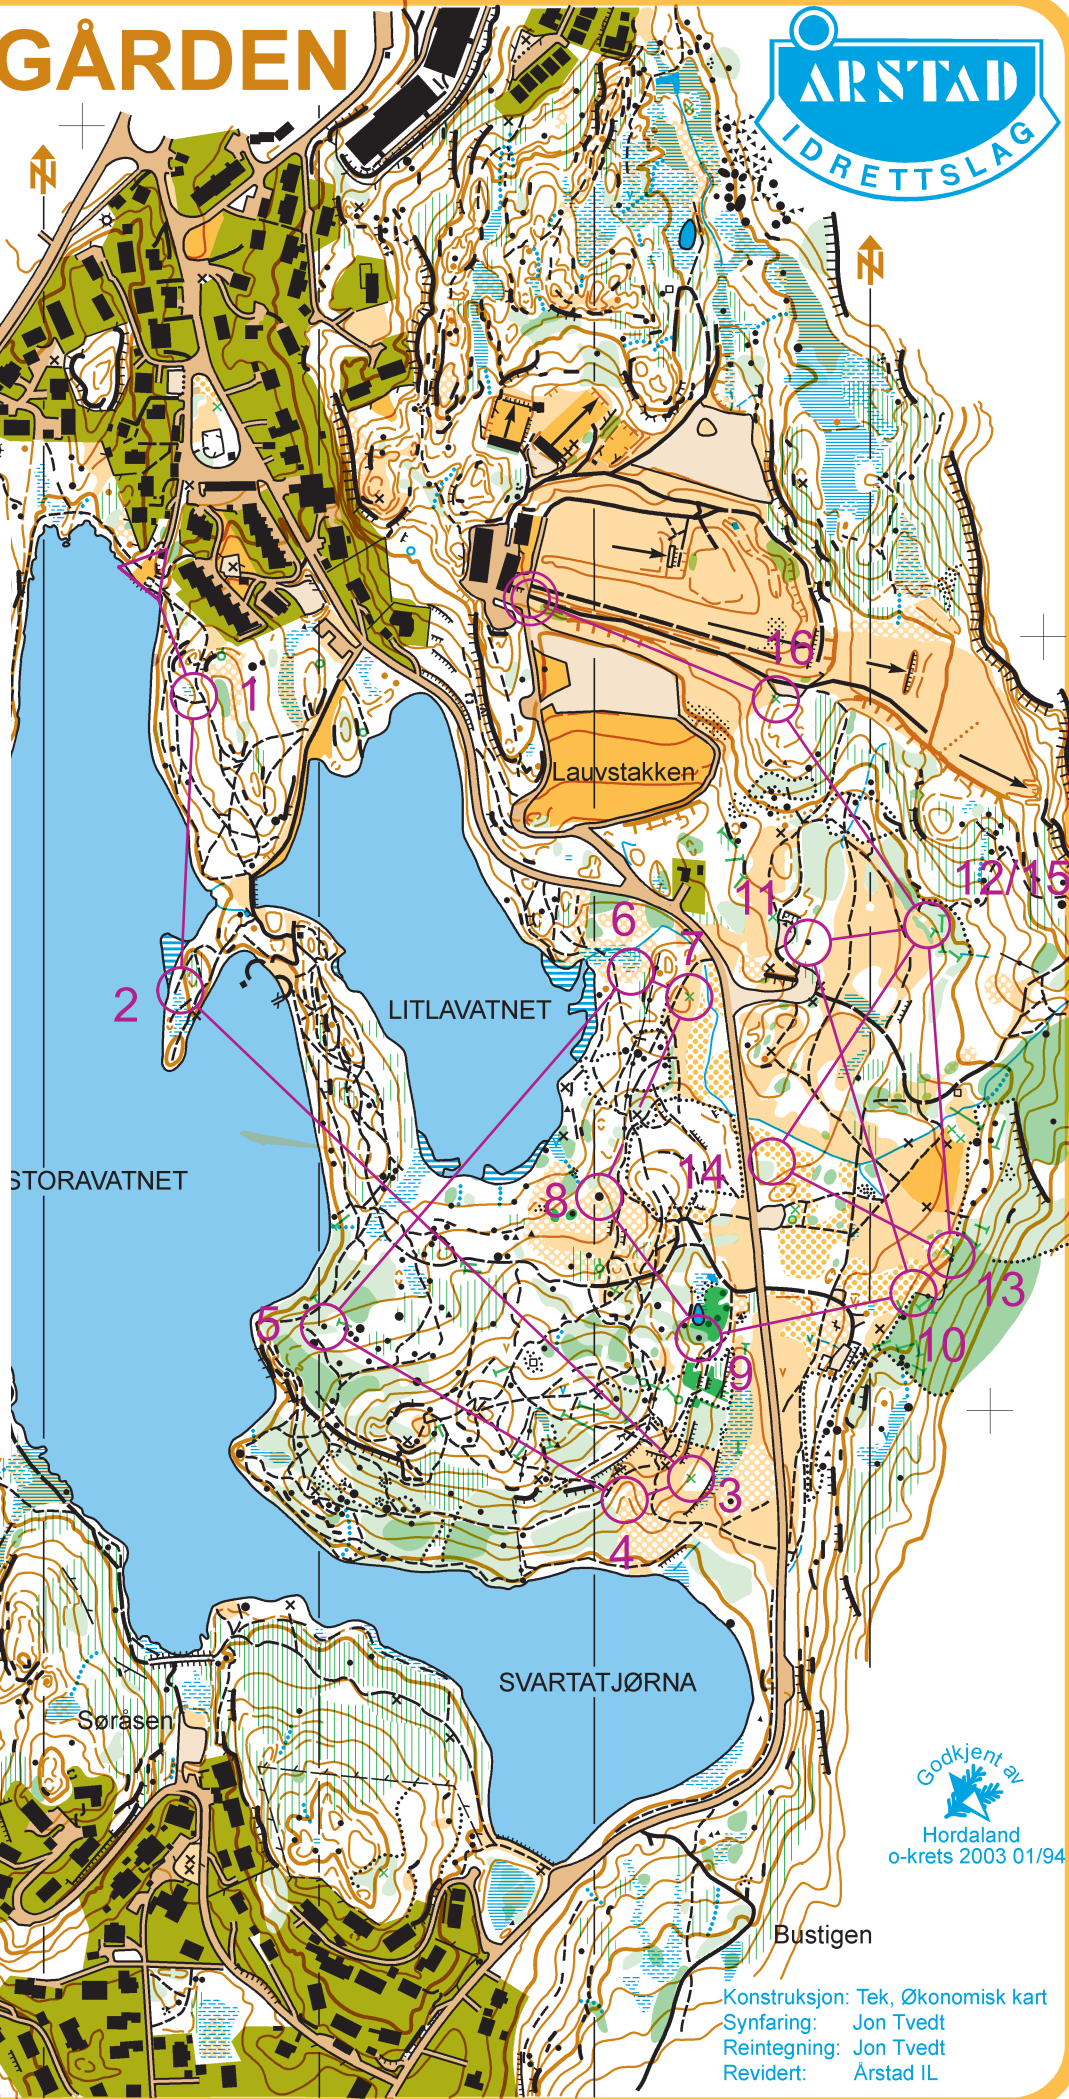 GÅRDEN
ÅRSTAD
IDRETTSLAG
N
N
16
1
Lauvstakken
12/15
11
6
7
2
LITLAVATNET
14
STORAVATNET
8
13
5
10
9
3
4
SVARTATJØRNA
Søråsen
Godkjent av
Hordaland
o-krets 2003 01/94
Bustigen
Konstruksjon: Tek, Økonomisk kart
Synfaring: Jon Tvedt
Reintegning: Jon Tvedt
Revidert: Årstad IL